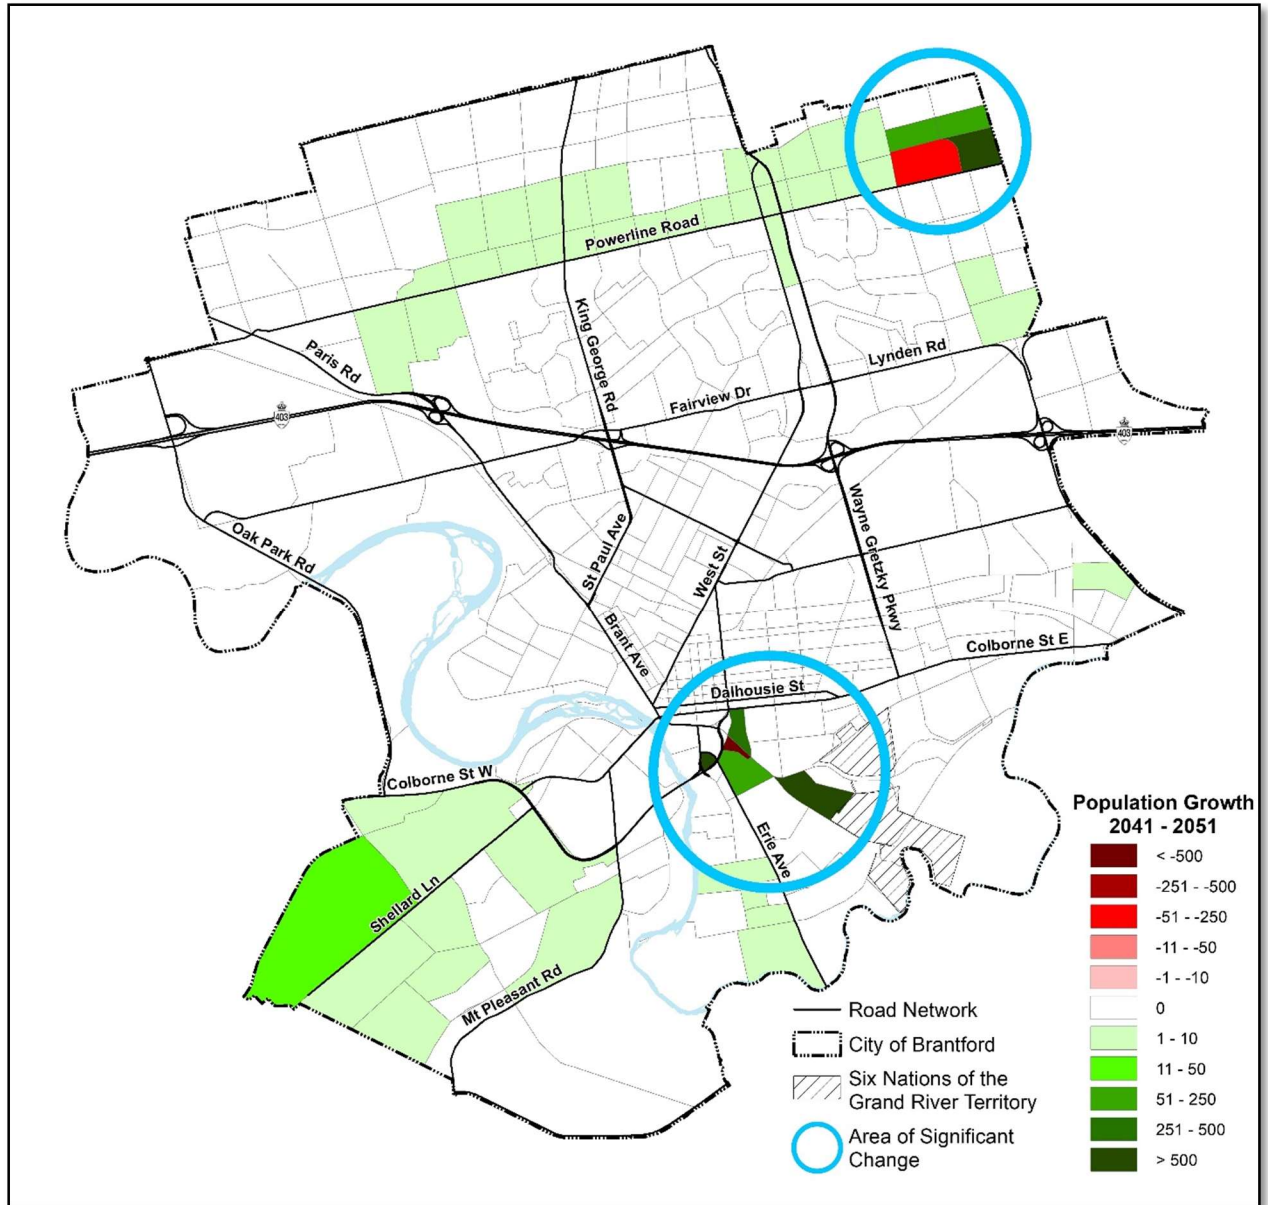 Powerline Road
King George Rd
Paris Rd
Lynden Rd
Fairview Dr
403
403
Wayne Gretzky Pkwy
Oak Park Rd
St Paul Ave
West St
Brant Ave
Colborne St E
Dalhousie St
Colborne St W
Erie Ave
Shellard Ln
Mt Pleasant Rd
Road Network
City of Brantford
Six Nations of the
Grand River Territory
Area of Significant
Change
Population Growth
2041 - 2051
< -500
-251 - -500
-51 - -250
-11 - -50
-1 - -10
0
1 - 10
11 - 50
51 - 250
251 - 500
> 500